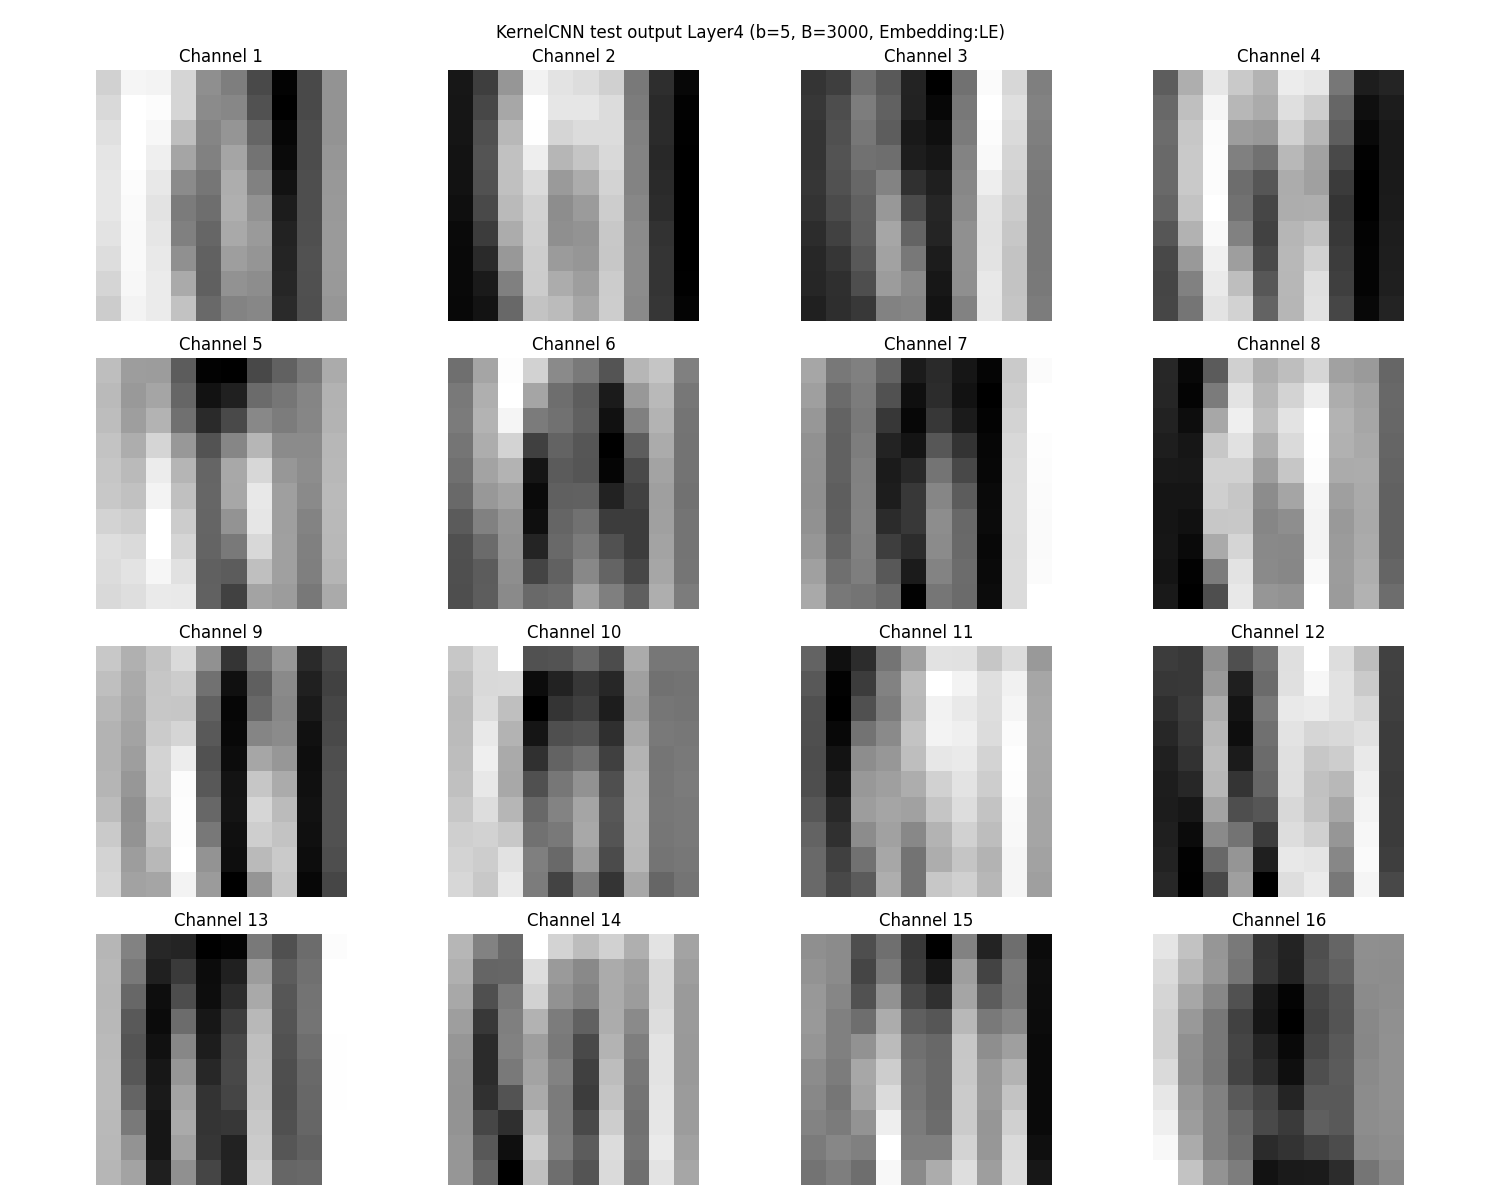 KernelCNN test output Layer4 (b=5, B=3000, Embedding:LE)
Channel 1 Channel 2 Channel 3 Channel 4
Channel 5 Channel 6 Channel 7 Channel 8
Channel 9 Channel 10 Channel 11 Channel 12
Channel 13 Channel 14 Channel 15 Channel 16